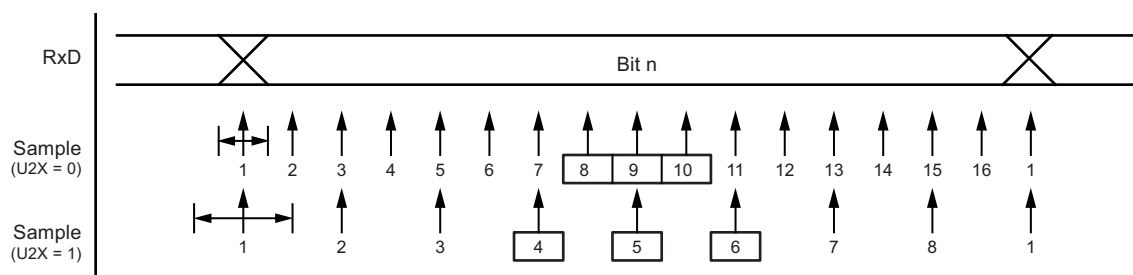 RxD
Bit n
Sample
(U2X = 0)
1 2 3 4 5 6 7 8 9 10 11 12 13 14 15 16 1
Sample
(U2X = 1)
1 2 3 4 5 6 7 8 1